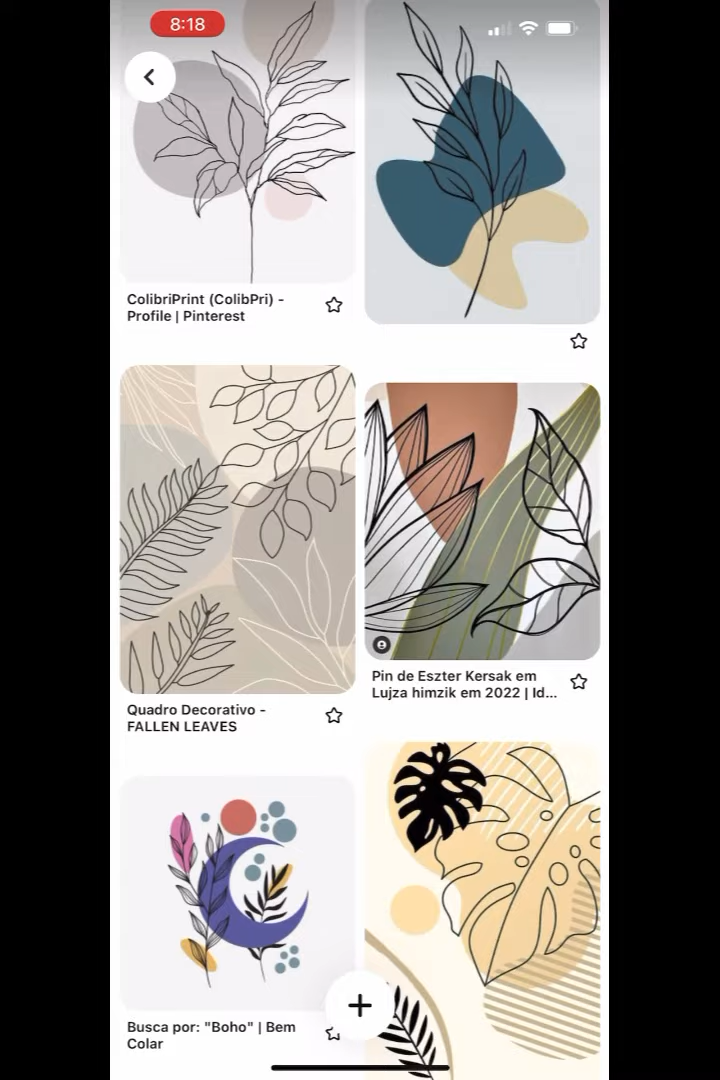 8:18
ColibriPrint (ColibPri) -
Profile | Pinterest
Quadro Decorativo -
FALLEN LEAVES
Pin de Eszter Kersak em
Lujza himzik em 2022 | Id...
Busca por: "Boho" | Bem
Colar